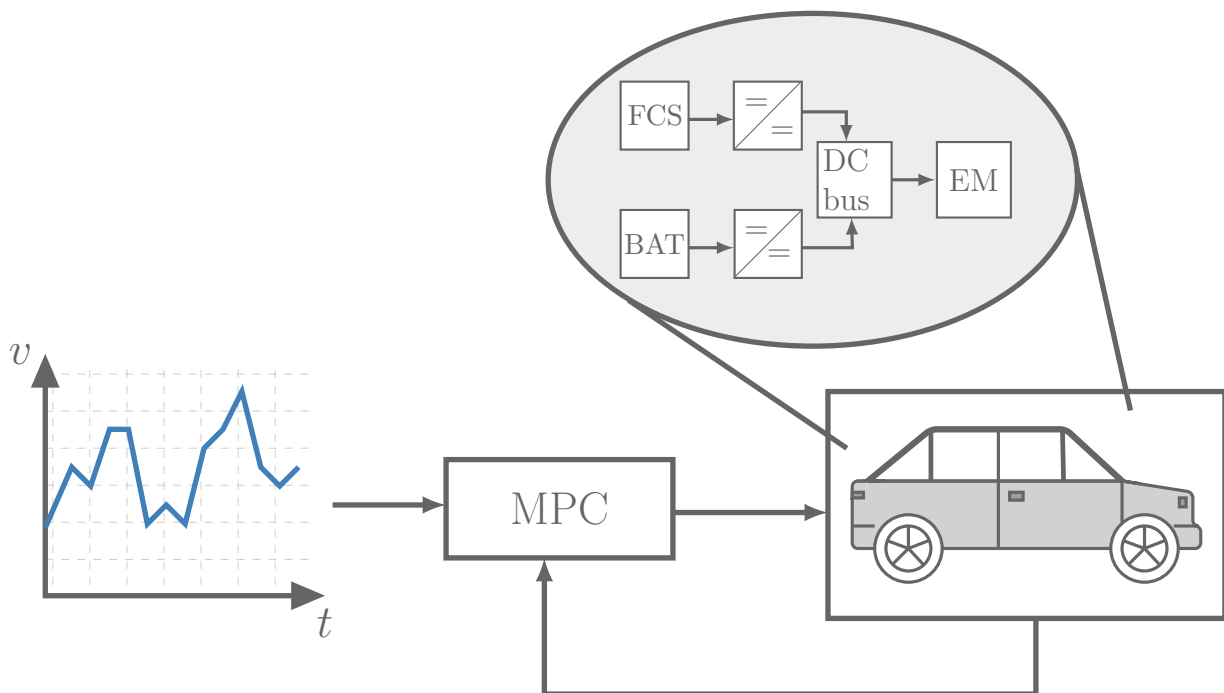 FCS
=
=
DC
bus
EM
BAT
=
=
v
t
MPC